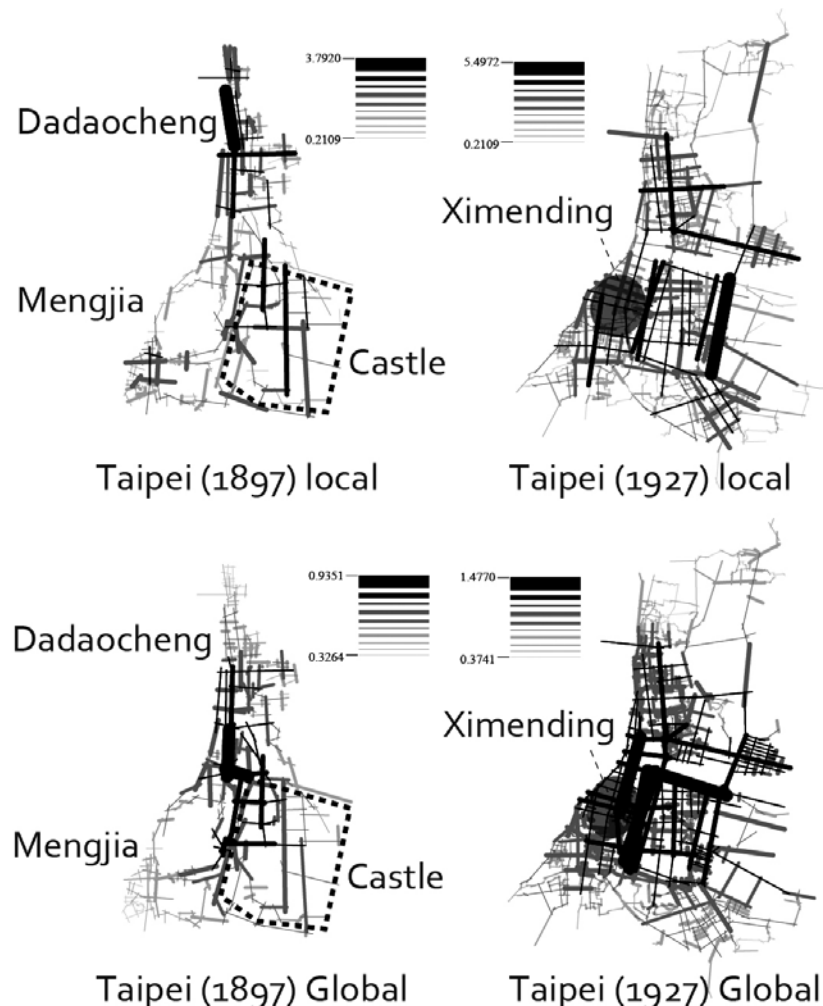 3.7920
0.2109
5.4972
0.2109
Dadaocheng
Ximending
Mengjia
Castle
Taipei (1897) local
Taipei (1927) local
0.9351
0.3264
1.4770
0.3741
Dadaocheng
Ximending
Mengjia
Castle
Taipei (1897) Global
Taipei (1927) Global